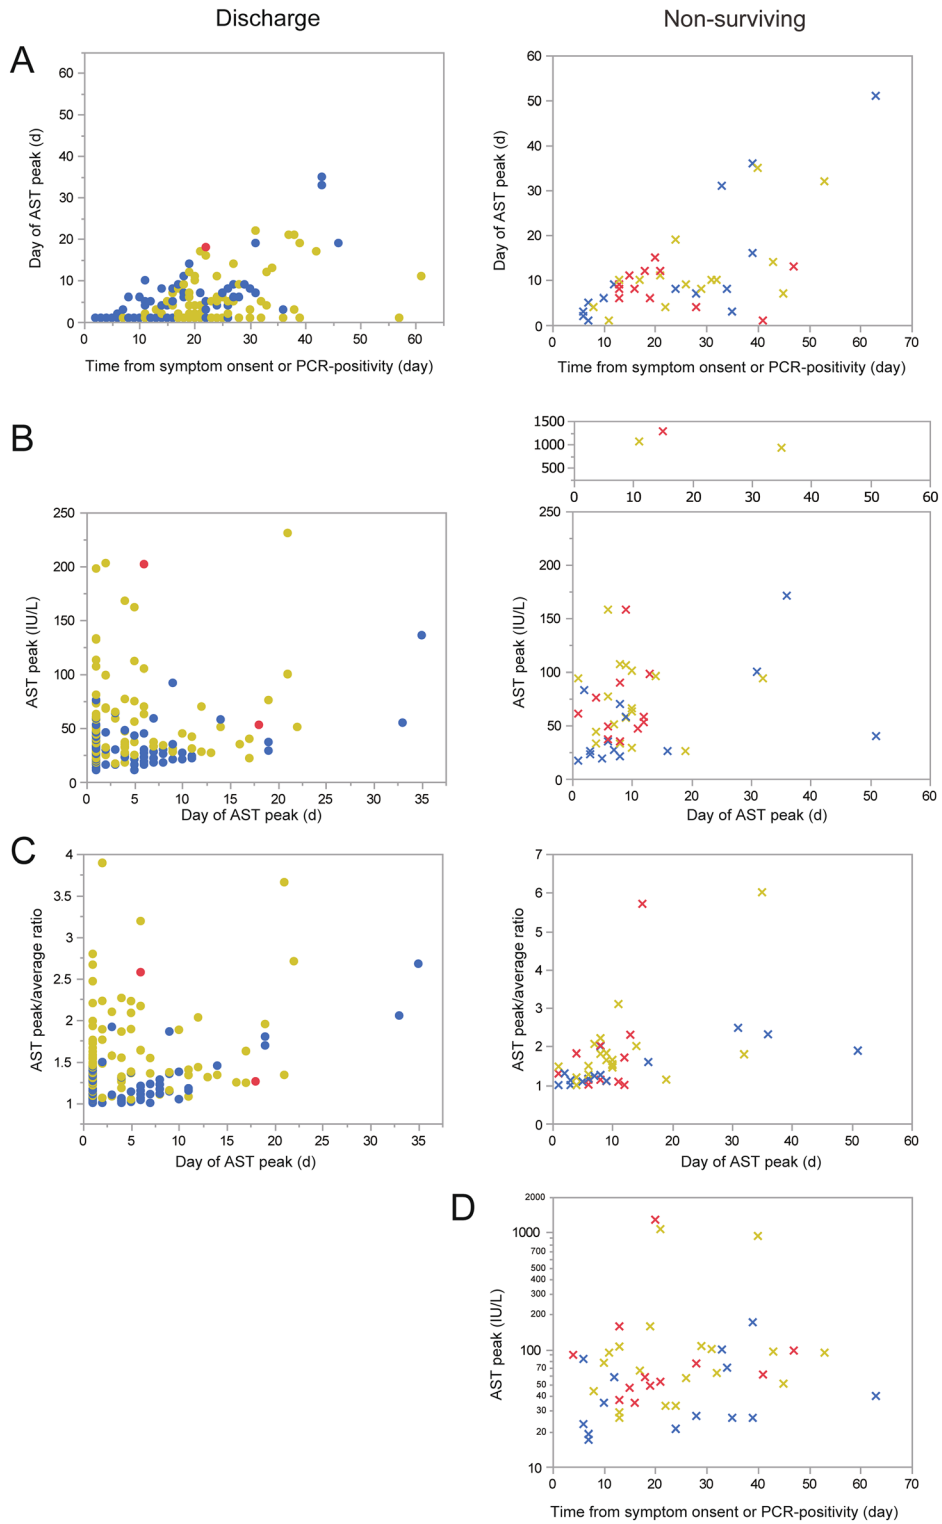 Discharge
Non-surviving
A
Day of AST peak (d)
60
50
40
30
20
10
0
0 10 20 30 40 50 60
Time from symptom onsent or PCR-positivity (day)
Day of AST peak (d)
60
50
40
30
20
10
0
0 10 20 30 40 50 60 70
Time from symptom onsent or PCR-positivity (day)
B
AST peak (IU/L)
250
200
150
100
50
0
0 5 10 15 20 25 30 35
Day of AST peak (d)
1500
1000
500
0 10 20 30 40 50 60
AST peak (IU/L)
250
200
150
100
50
0
0 10 20 30 40 50 60
Day of AST peak (d)
C
AST peak/average ratio
4
3.5
3
2.5
2
1.5
1
0 5 10 15 20 25 30 35
Day of AST peak (d)
AST peak/average ratio
7
6
5
4
3
2
1
0
0 10 20 30 40 50 60
Day of AST peak (d)
D
AST peak (IU/L)
2000
1000
700
500
400
300
200
100
70
50
40
30
20
10
0 10 20 30 40 50 60 70
Time from symptom onsent or PCR-positivity (day)